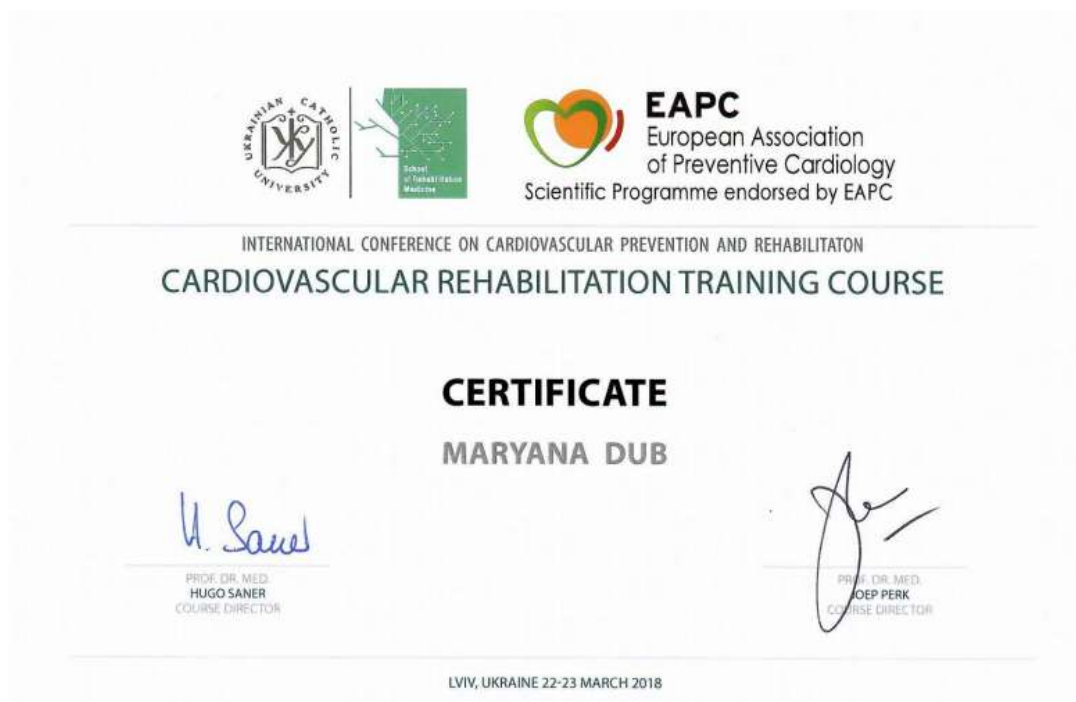 UKRAINIAN CATHOLIC UNIVERSITY
School
of Rehabilitation
Medicine
EAPC
European Association
of Preventive Cardiology
Scientific Programme endorsed by EAPC
INTERNATIONAL CONFERENCE ON CARDIOVASCULAR PREVENTION AND REHABILITATON
CARDIOVASCULAR REHABILITATION TRAINING COURSE
CERTIFICATE
MARYANA DUB
H. Saner
PROF. DR. MED.
HUGO SANER
COURSE DIRECTOR
PROF. DR. MED.
JOEP PERK
COURSE DIRECTOR
LVIV, UKRAINE 22-23 MARCH 2018